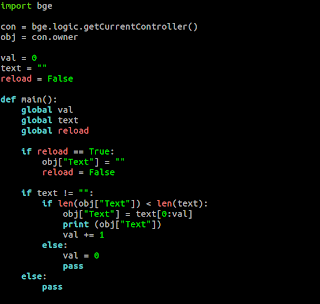 import bge
con = bge.logic.getCurrentController()
obj = con.owner
val = 0
text = ""
reload = False
def main():
    global val
    global text
    global reload
    if reload == True:
        obj["Text"] = ""
        reload = False
    if text != "":
        if len(obj["Text"]) < len(text):
            obj["Text"] = text[0:val]
            print (obj["Text"])
            val += 1
        else:
            val = 0
            pass
    else:
        pass